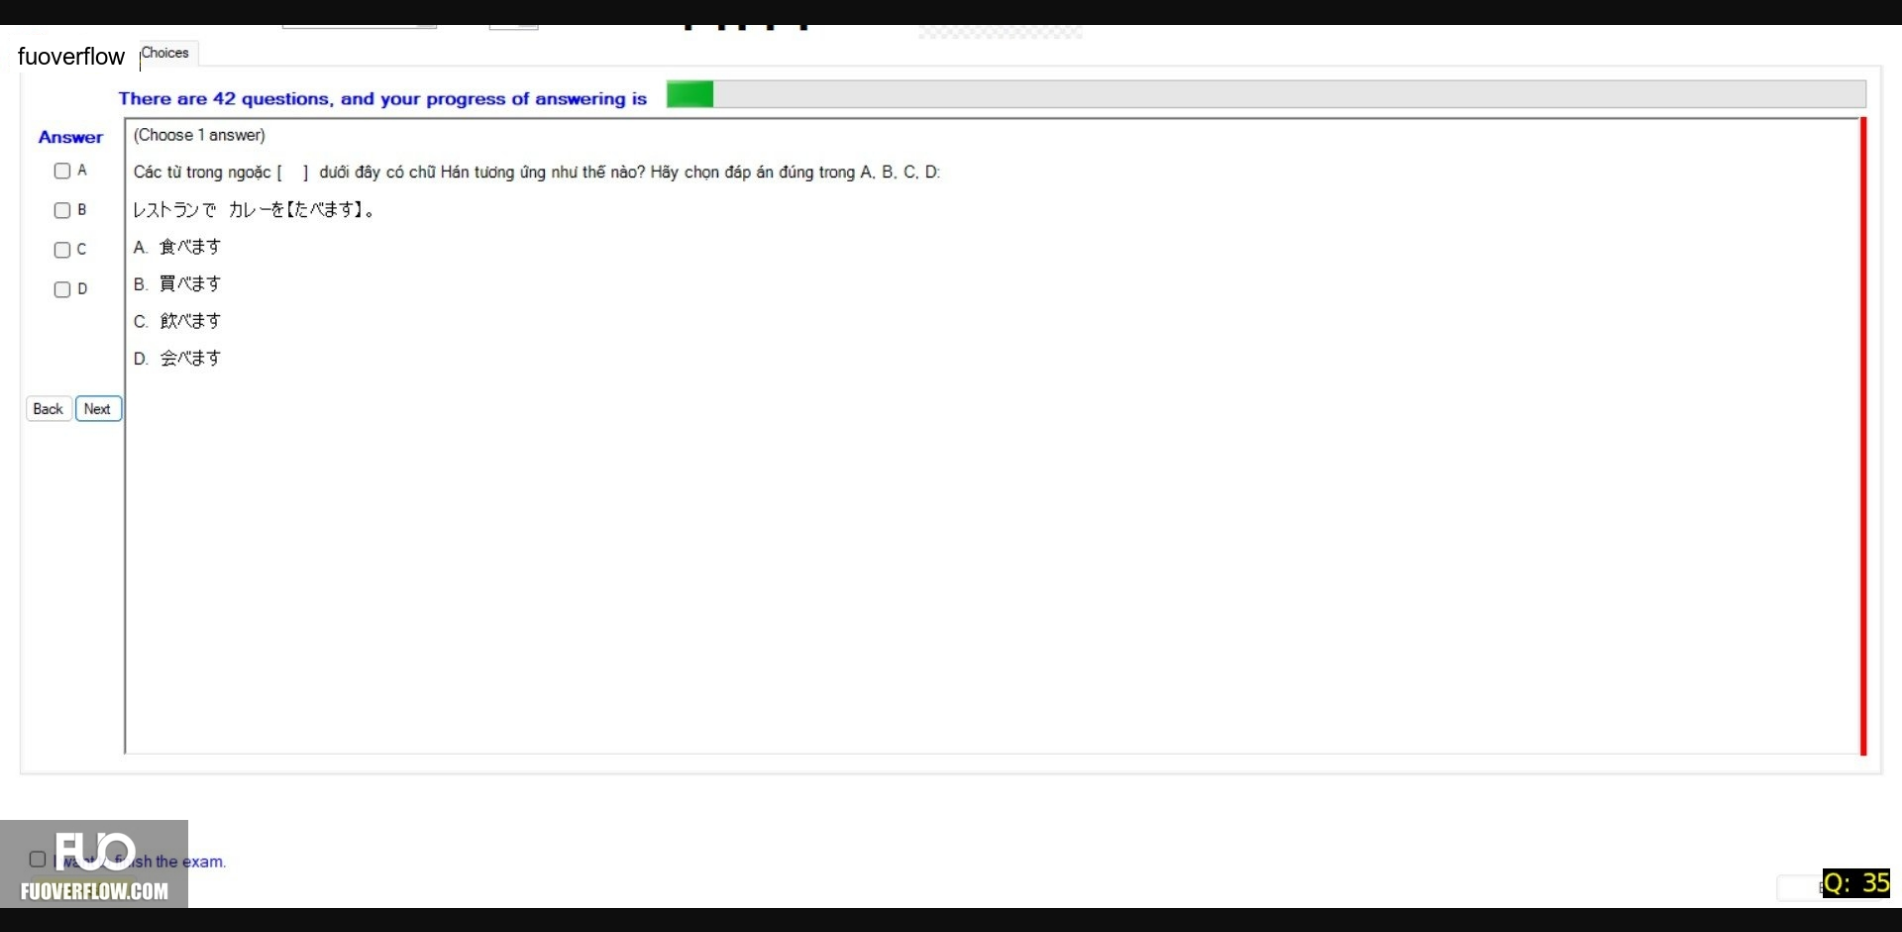 fuoverflow
Choices
There are 42 questions, and your progress of answering is
Answer
(Choose 1 answer)
A
Các từ trong ngoặc [ ] dưới đây có chữ Hán tương ứng như thế nào? Hãy chọn đáp án đúng trong A, B, C, D:
B
レストランで カレーを【たべます】。
C
A. 食べます
D
B. 買べます
C. 飲べます
D. 会べます
Back Next
FUO
finish the exam.
FUOVERFLOW.COM
Q: 35